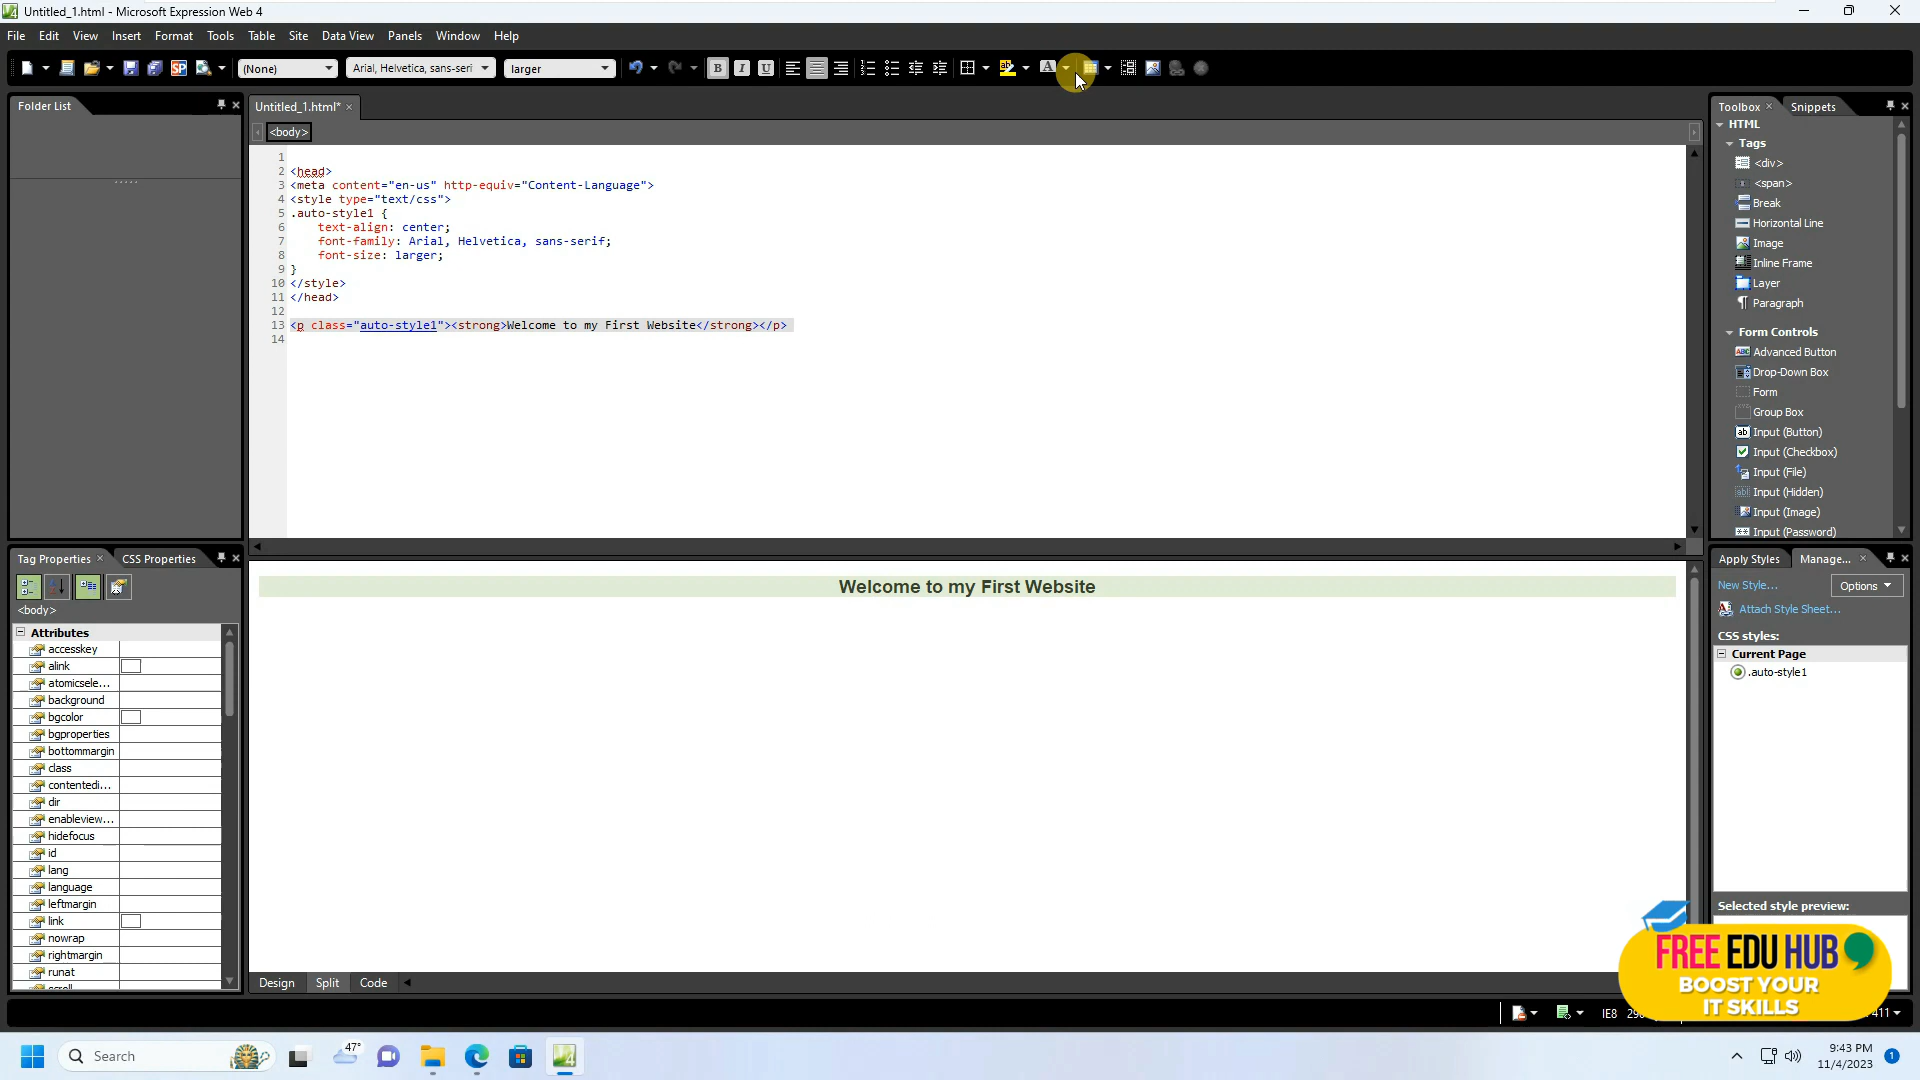 Untitled_1.html - Microsoft Expression Web 4
File Edit View Insert Format Tools Site Table Data View Panels Window Help
(None) Arial, Helvetica, sans-seri larger B I U
Folder List
Untitled_1.html*
<body>
1
2 <head>
3 <meta content="en-us" http-equiv="Content-Language">
4 <style type="text/css">
5 .auto-style1 {
6 text-align: center;
7 font-family: Arial, Helvetica, sans-serif;
8 font-size: larger;
9 }
10 </style>
11 </head>
12
13 <p class="auto-style1"><strong>Welcome to my First Website</strong></p>
14
Toolbox Snippets
HTML
Tags
<div>
<span>
Break
Horizontal Line
Image
Inline Frame
Layer
Paragraph
Form Controls
Advanced Button
Drop-Down Box
Form
Group Box
Input (Button)
Input (Checkbox)
Input (File)
Input (Hidden)
Input (Image)
Input (Password)
Tag Properties CSS Properties
<body>
Attributes
accesskey
alink
atomicsele...
background
bgcolor
bgproperties
bottommargin
class
contentedi...
dir
enableview...
hidefocus
id
lang
language
leftmargin
link
nowrap
rightmargin
runat
Welcome to my First Website
Design Split Code
Apply Styles Manage...
New Style... Options
Attach Style Sheet...
CSS styles:
Current Page
.auto-style1
Selected style preview:
FREE EDU HUB
BOOST YOUR
IT SKILLS
IE8
411
Search
47°
9:43 PM
11/4/2023
1